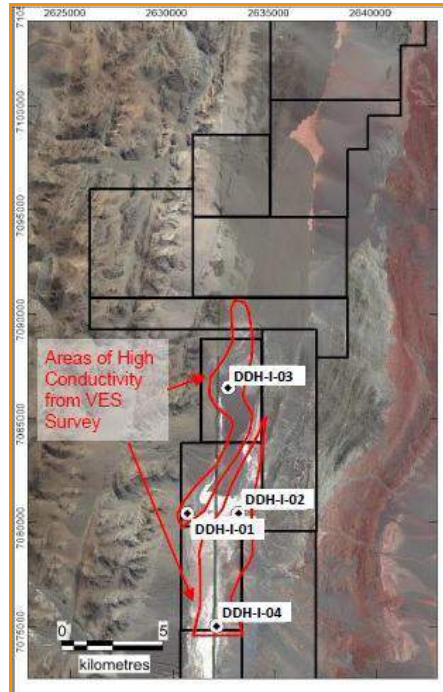 2625000 2630000 2635000 2640000
7100000
7095000
7090000
7085000
7080000
7075000
Areas of High
Conductivity
from VES
Survey
DDH-I-03
DDH-I-02
DDH-I-01
DDH-I-04
0 5
kilometres